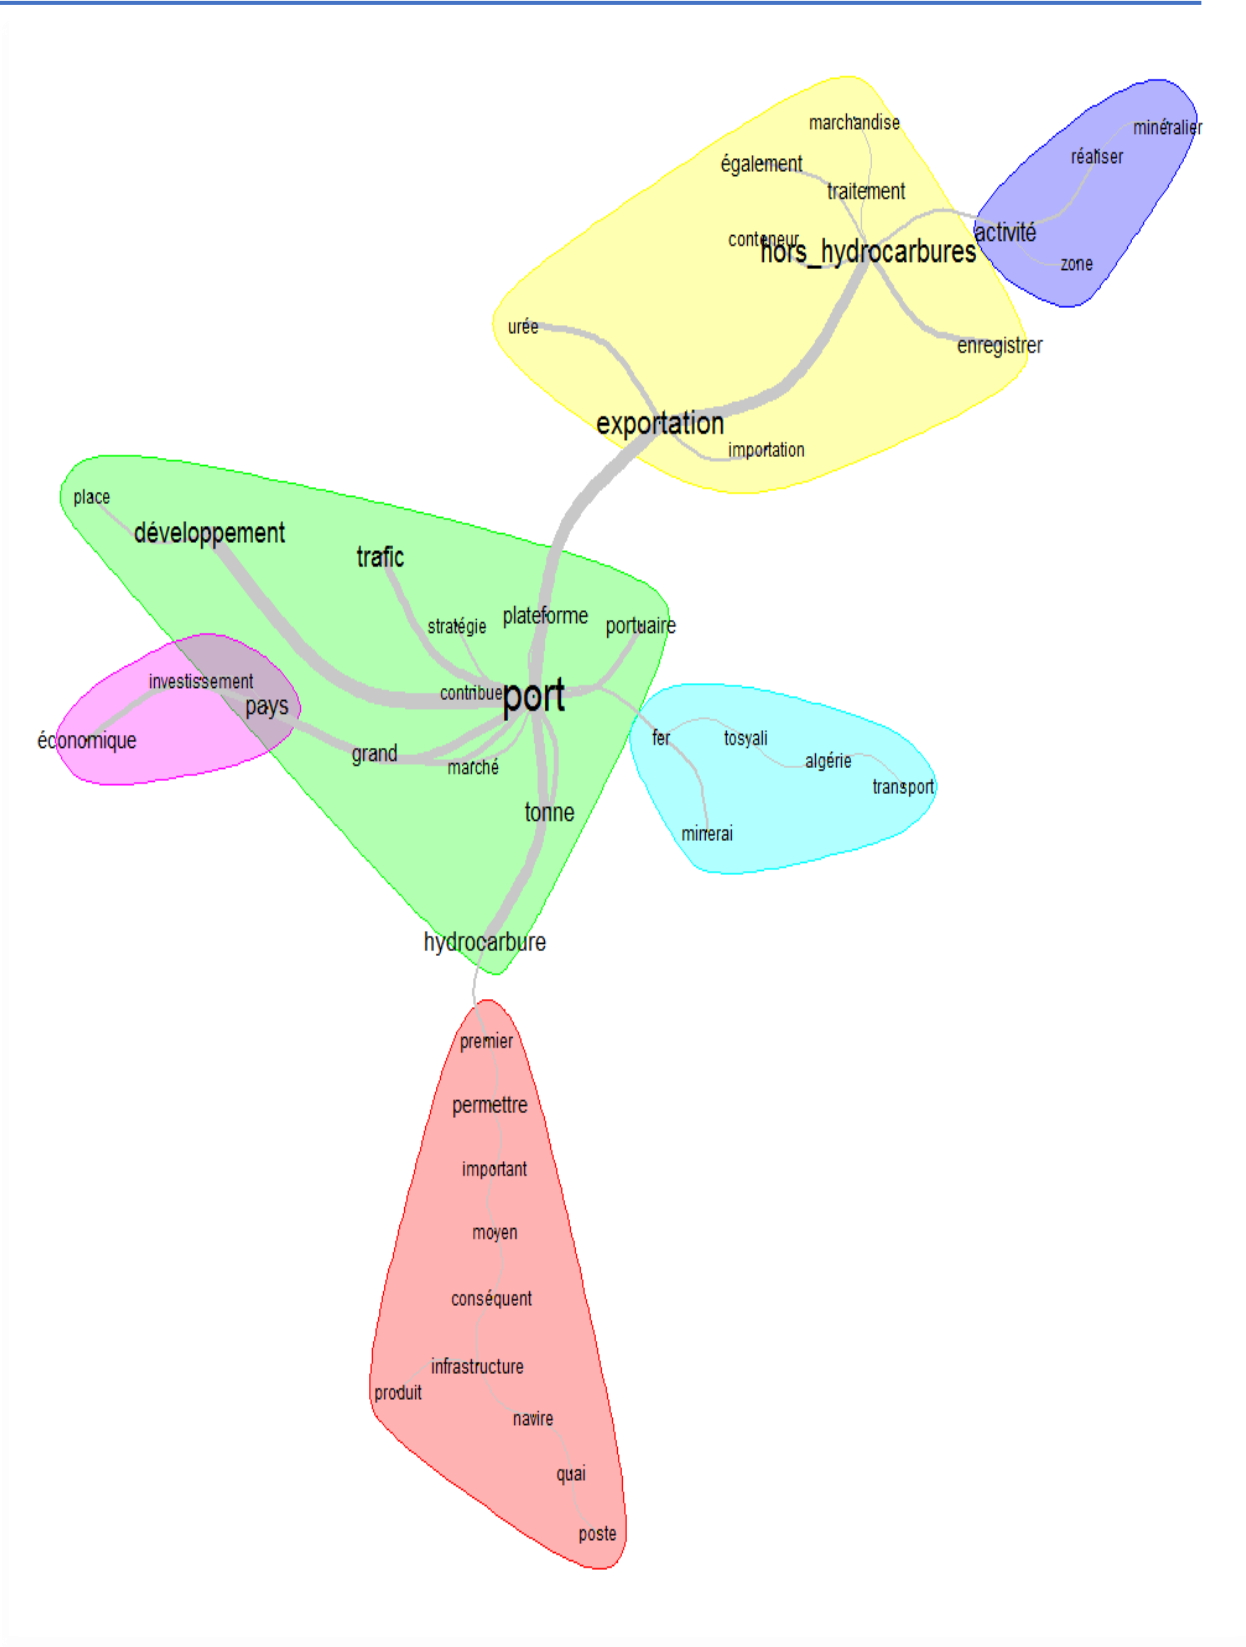 marchandise
minéralier
réaliser
également
traitement
activité
conteneur
hors_hydrocarbures
zone
urée
enregistrer
exportation
importation
place
développement
trafic
plateforme
stratégie
portuaire
investissement
contribue
port
pays
économique
fer
tosyali
grand
marché
algérie
transport
tonne
minerai
hydrocarbure
premier
permettre
important
moyen
conséquent
infrastructure
produit
navire
quai
poste